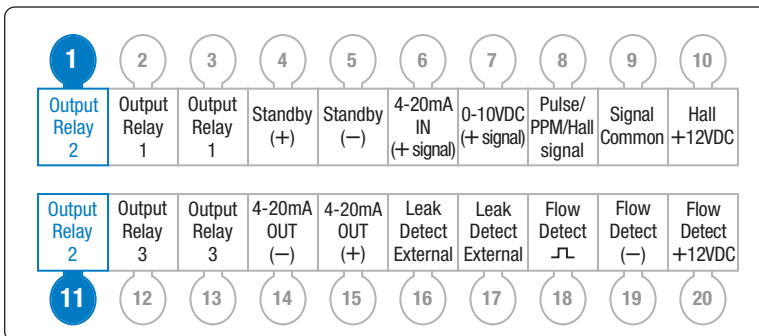 1 2 3 4 5 6 7 8 9 10
Output Output Output Standby Standby 4-20mA 0-10VDC Pulse/ Signal Hall
Relay Relay Relay (+) (—) IN (+ signal) PPM/Hall Common +12VDC
2 1 1 (+ signal) signal
Output Output Output 4-20mA 4-20mA Leak Leak Flow Flow Flow
Relay Relay Relay OUT OUT Detect Detect Detect Detect Detect
2 3 3 (—) (+) External External (—) +12VDC
11 12 13 14 15 16 17 18 19 20